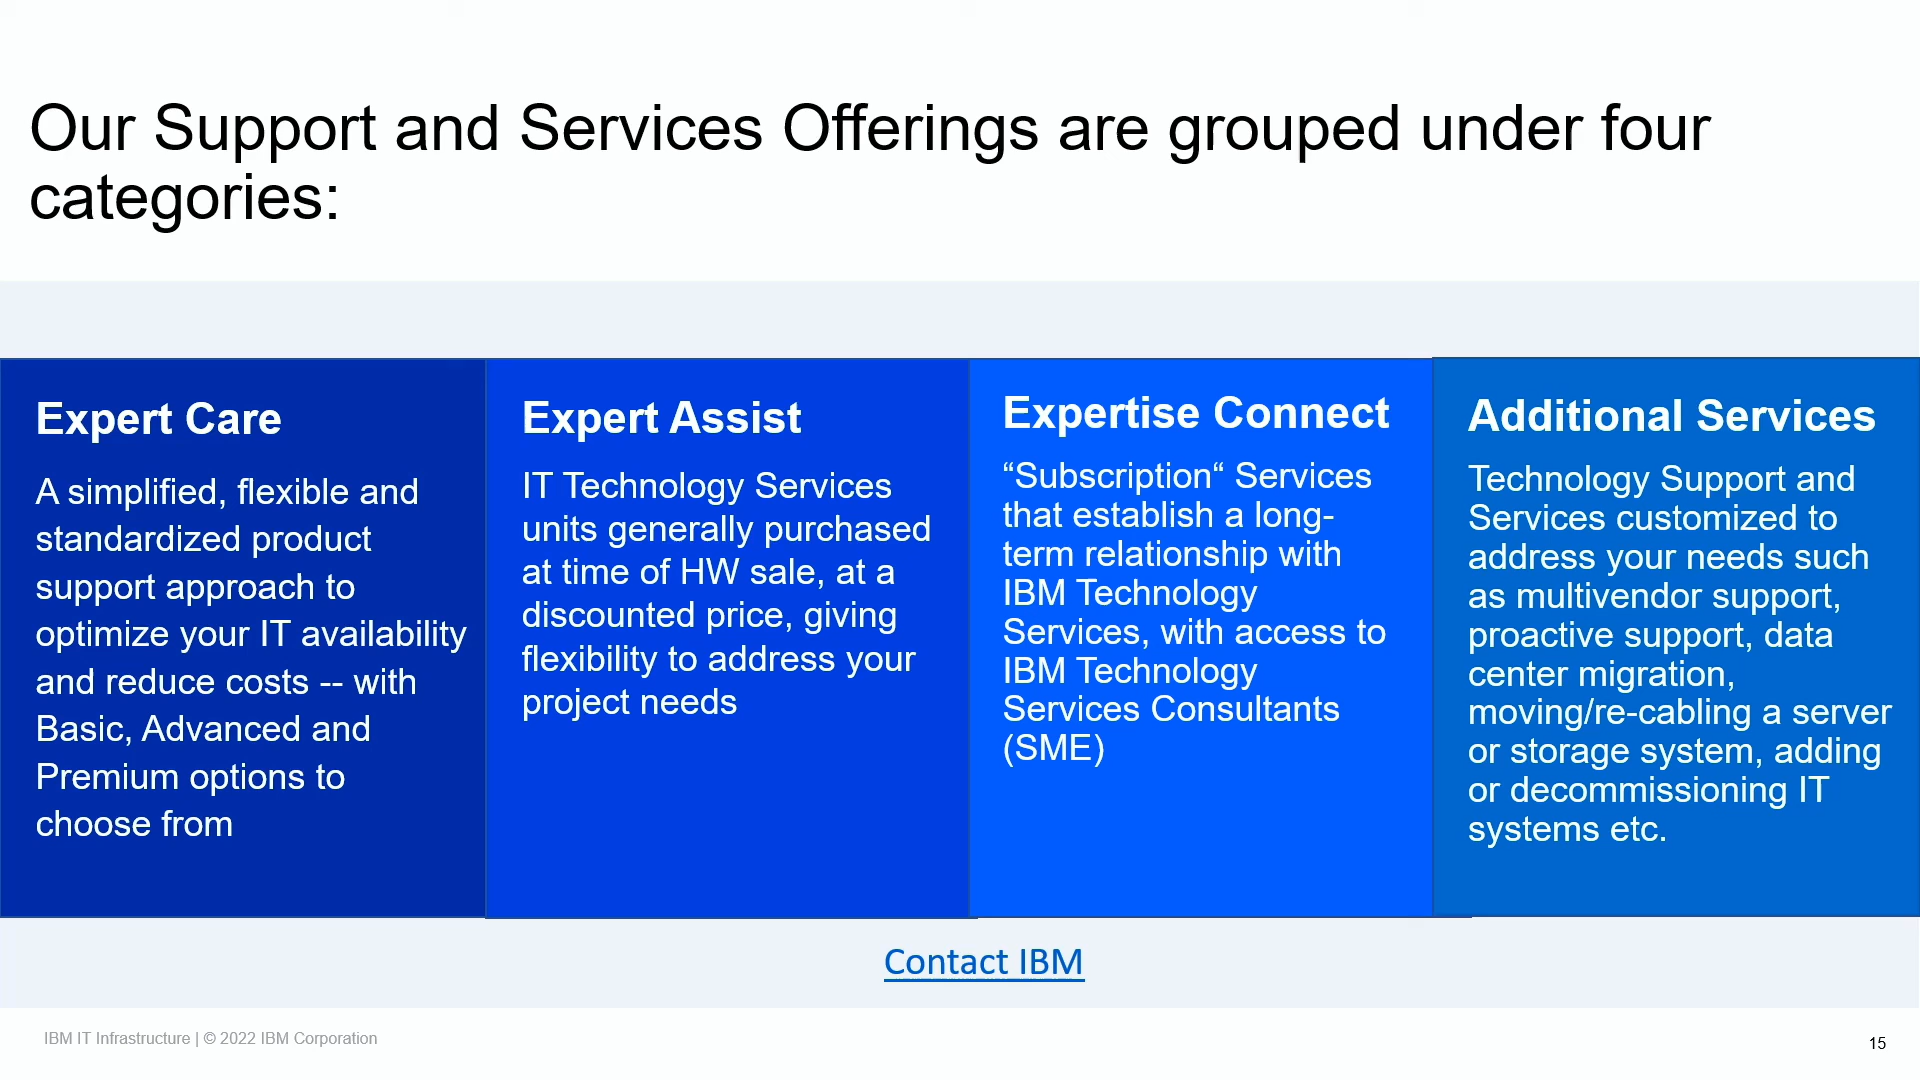 Our Support and Services Offerings are grouped under four
categories:
Expert Care
A simplified, flexible and
standardized product
support approach to
optimize your IT availability
and reduce costs -- with
Basic, Advanced and
Premium options to
choose from
Expert Assist
IT Technology Services
units generally purchased
at time of HW sale, at a
discounted price, giving
flexibility to address your
project needs
Expertise Connect
“Subscription“ Services
that establish a long-
term relationship with
IBM Technology
Services, with access to
IBM Technology
Services Consultants
(SME)
Additional Services
Technology Support and
Services customized to
address your needs such
as multivendor support,
proactive support, data
center migration,
moving/re-cabling a server
or storage system, adding
or decommissioning IT
systems etc.
Contact IBM
IBM IT Infrastructure | © 2022 IBM Corporation
15